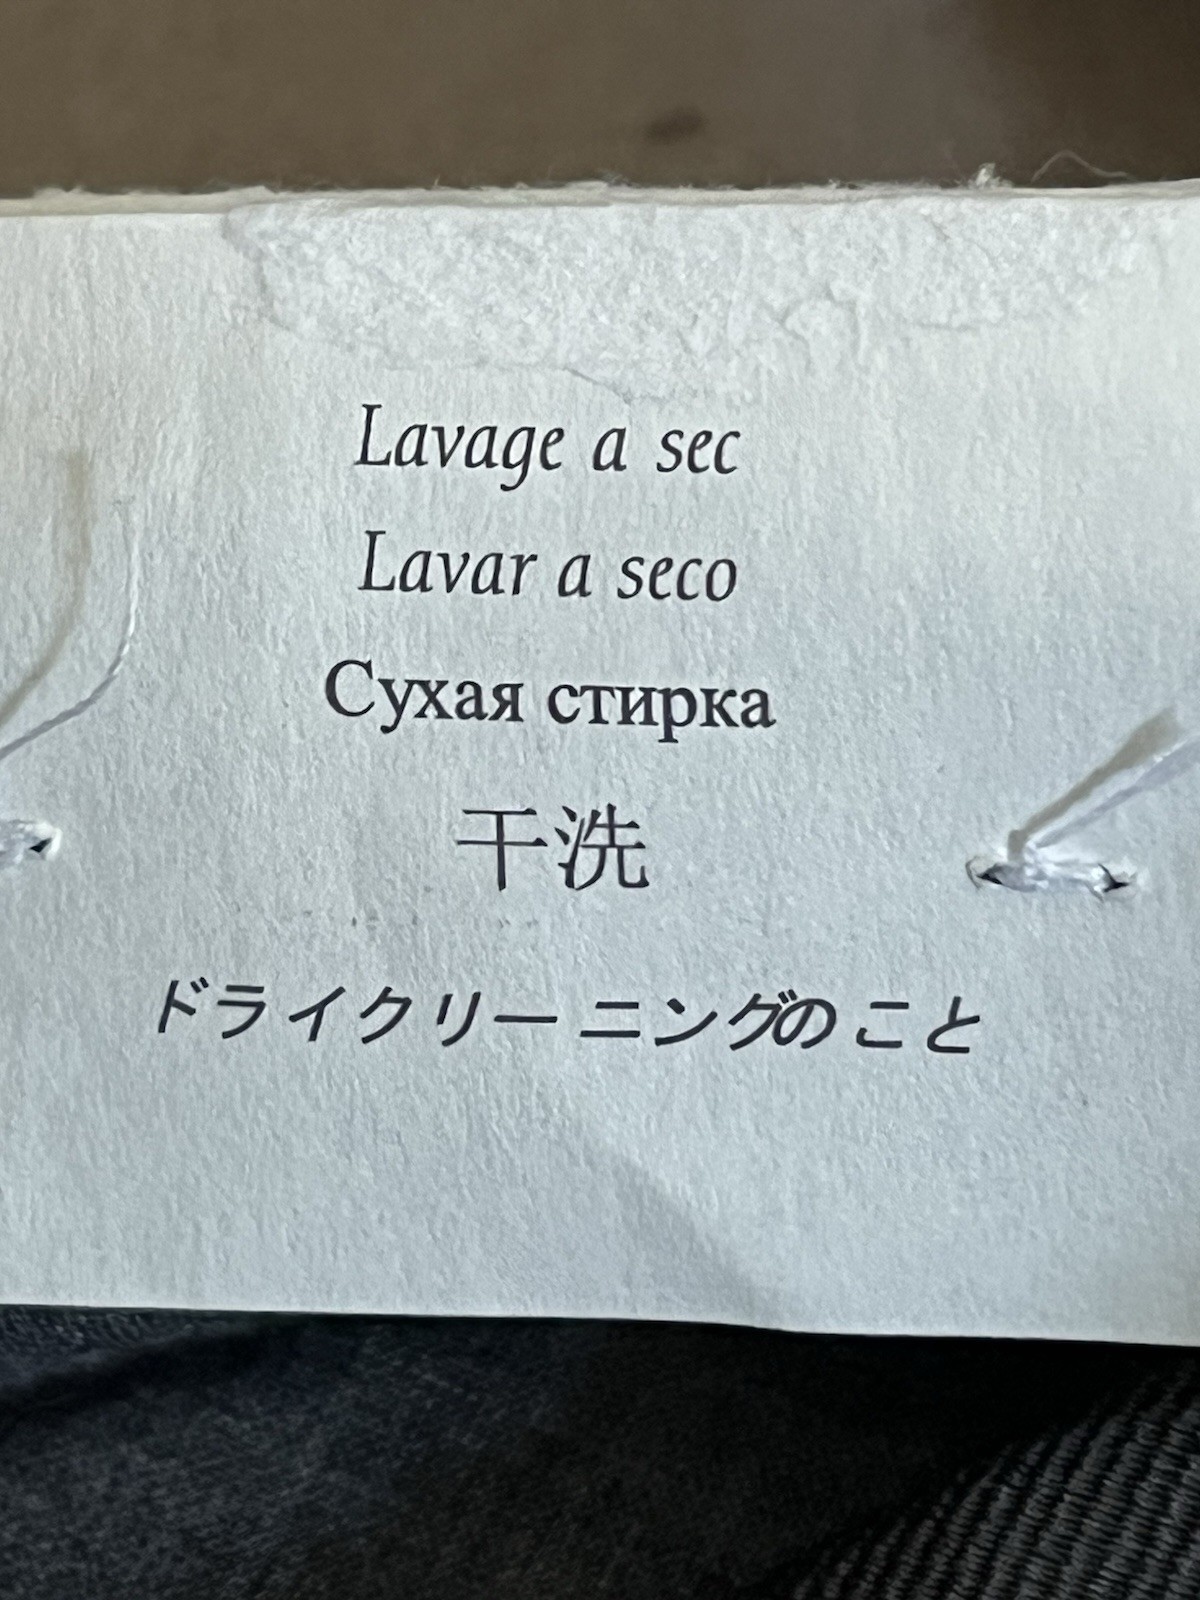 Lavage a sec
Lavar a seco
Сухая стирка
干洗
ドライクリーニングのこと